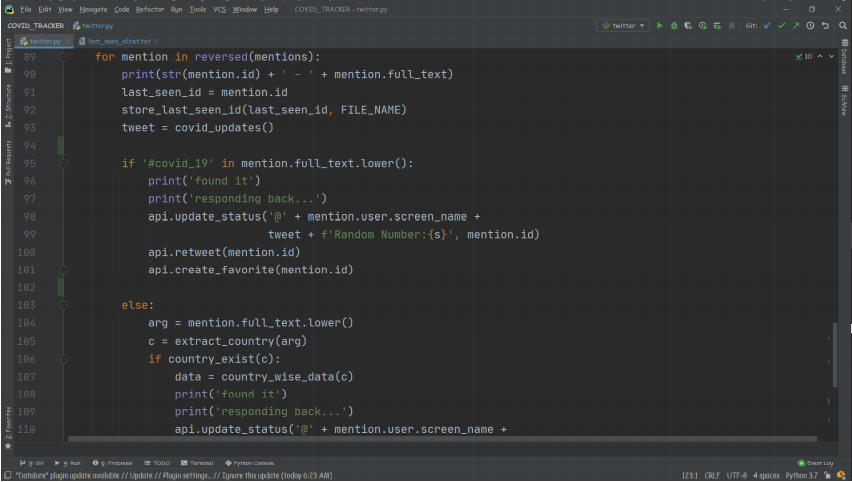 File Edit View Navigate Code Refactor Run Tools VCS Window Help COVID_TRACKER - twitter.py
COVID_TRACKER twitter.py twitter Git:
twitter.py last_seen_id.txt.txt
89 for mention in reversed(mentions): 10
90 print(str(mention.id) + ' - ' + mention.full_text)
91 last_seen_id = mention.id
92 store_last_seen_id(last_seen_id, FILE_NAME)
93 tweet = covid_updates()
94
95 if '#covid_19' in mention.full_text.lower():
96 print('found it')
97 print('responding back...')
98 api.update_status('@' + mention.user.screen_name +
99 tweet + f'Random Number:{s}', mention.id)
100 api.retweet(mention.id)
101 api.create_favorite(mention.id)
102
103 else:
104 arg = mention.full_text.lower()
105 c = extract_country(arg)
106 if country_exist(c):
107 data = country_wise_data(c)
108 print('found it')
109 print('responding back...')
110 api.update_status('@' + mention.user.screen_name +
1: Project
7: Structure
Pull Requests
2: Favorites
Database
SciView
9: Git 4: Run 6: Problems TODO Terminal Python Console Event Log
"Datalore" plugin update available // Update // Plugin settings... // Ignore this update (today 6:23 AM) 123:1 CRLF UTF-8 4 spaces Python 3.7